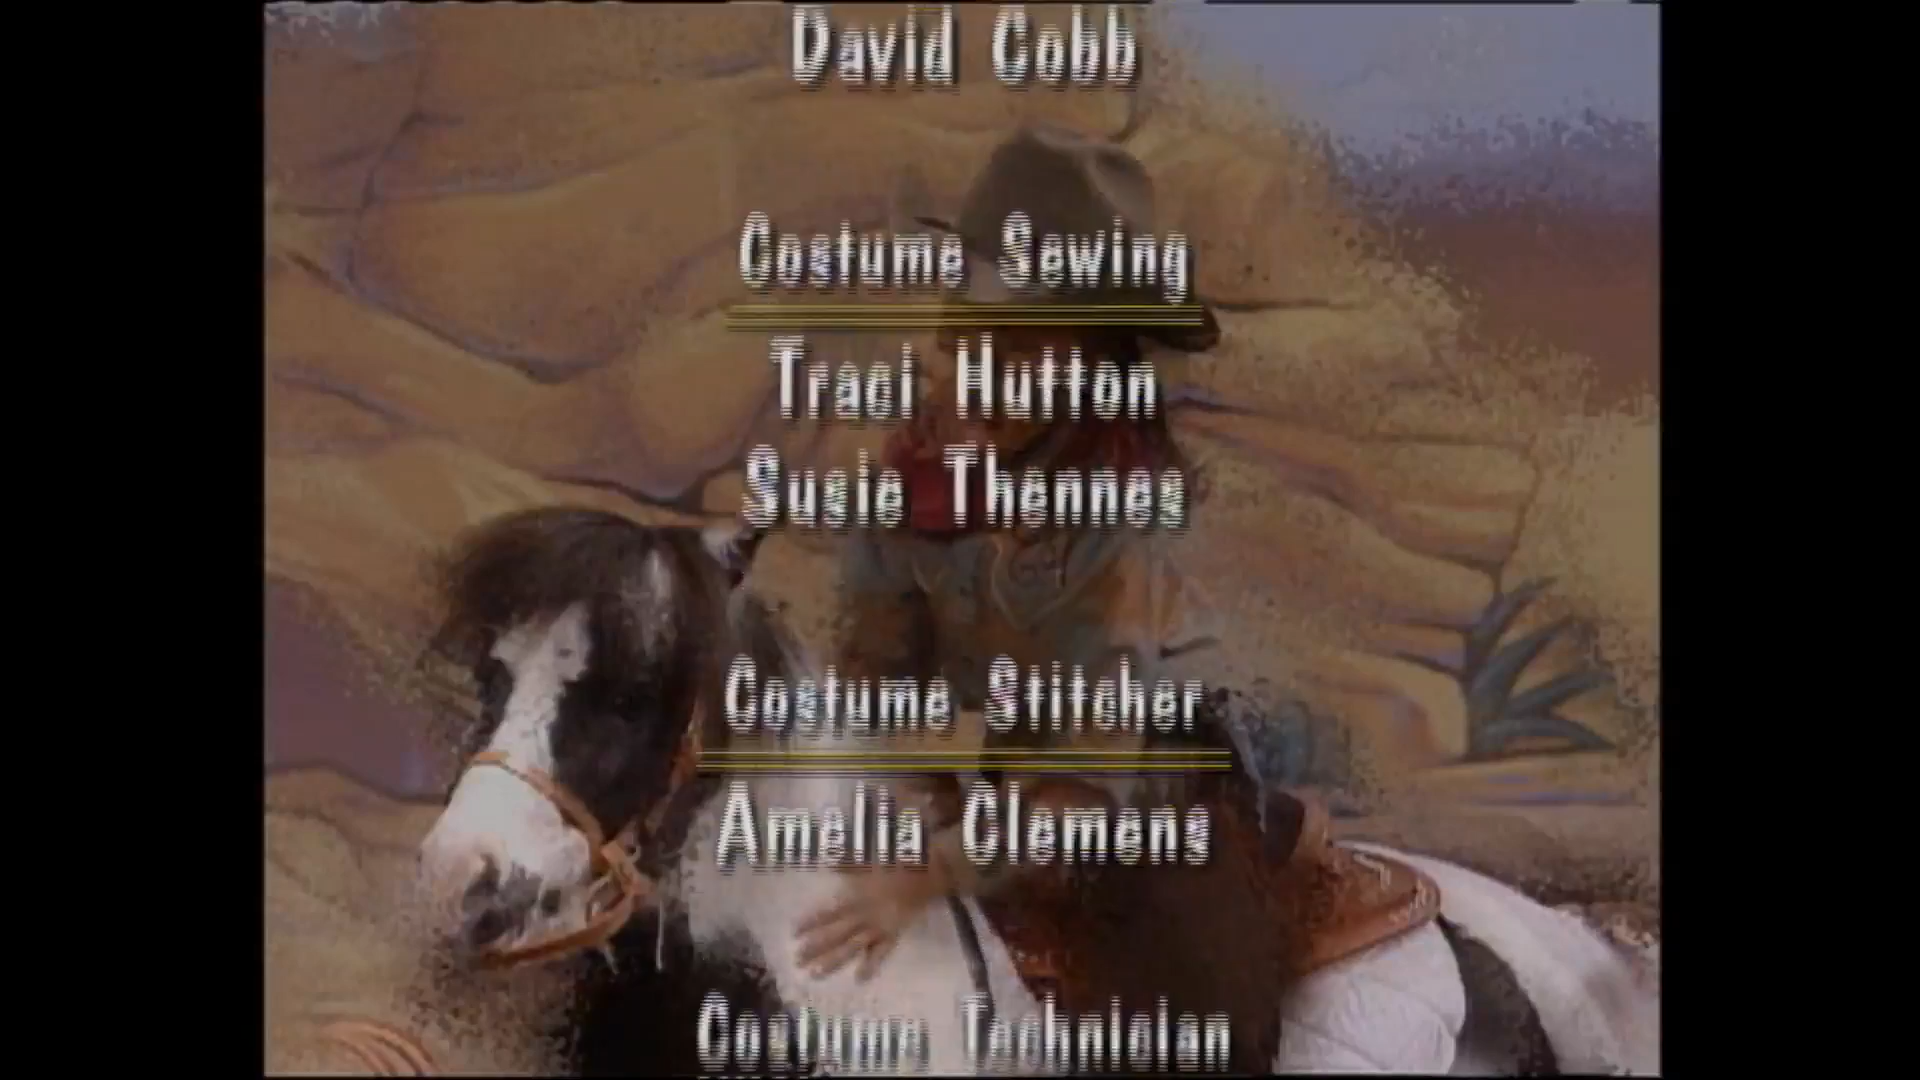 David Cobb
Costume Sewing
Traci Hutton
Susie Thennes
Costume Stitcher
Amelia Clemens
Costume Technician